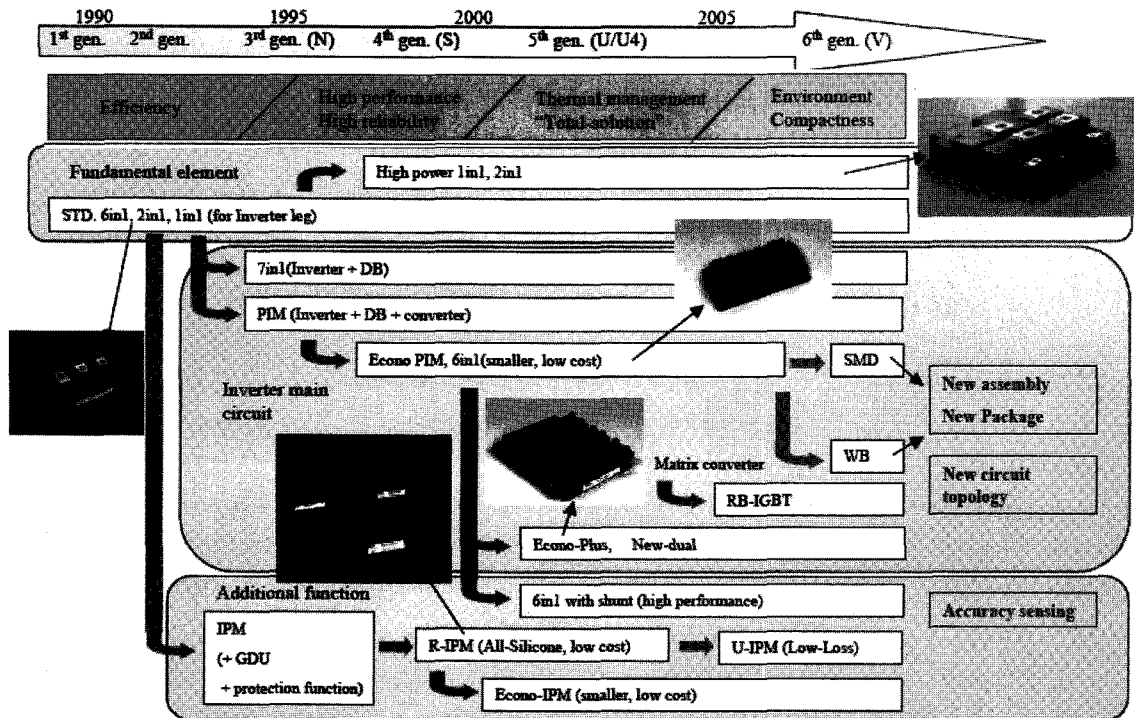 1990 1995 2000 2005
1st gen. 2nd gen. 3rd gen. (N) 4th gen. (S) 5th gen. (U/U4) 6th gen. (V)
Efficiency
High performance
High reliability
Thermal management
"Total-solution"
Environment
Compactness
Fundamental element
High power 1in1, 2in1
STD. 6in1, 2in1, 1in1 (for Inverter leg)
7in1(Inverter + DB)
PIM (Inverter + DB + converter)
Econo PIM, 6in1(smaller, low cost)
SMD
New assembly
New Package
Inverter main
circuit
WB
Matrix converter
New circuit
topology
RB-IGBT
Econo-Plus, New-dual
Additional function
6in1 with shunt (high performance)
Accuracy sensing
IPM
(+ GDU
+ protection function)
R-IPM (All-Silicone, low cost)
U-IPM (Low-Loss)
Econo-IPM (smaller, low cost)